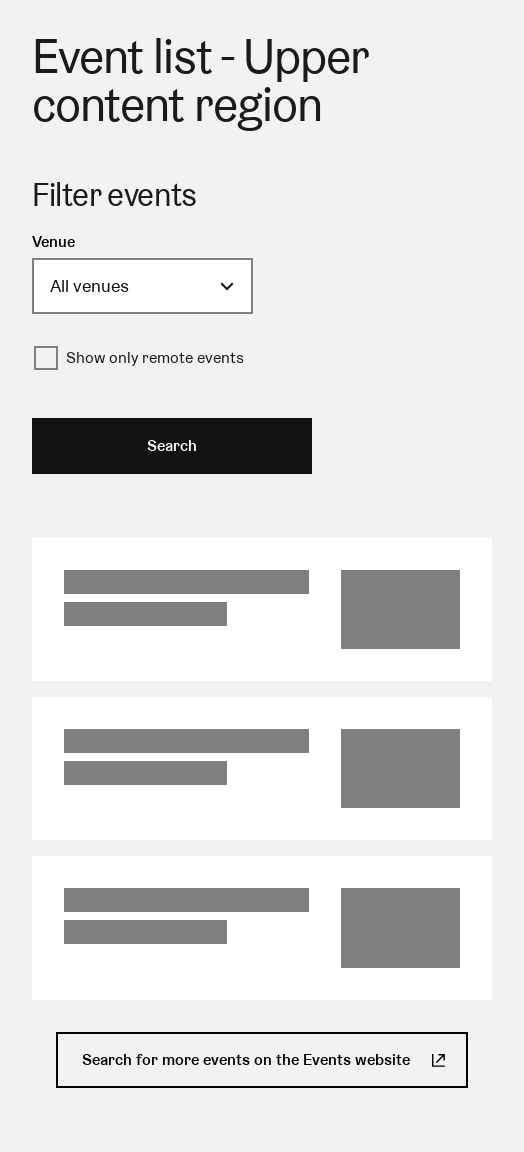 Event list - Upper
content region
Filter events
Venue
All venues
Show only remote events
Search
Search for more events on the Events website